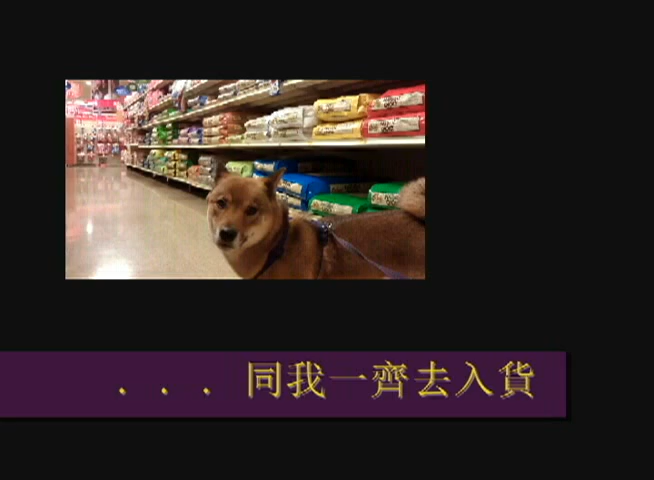 . . . 同我一齊去入貨